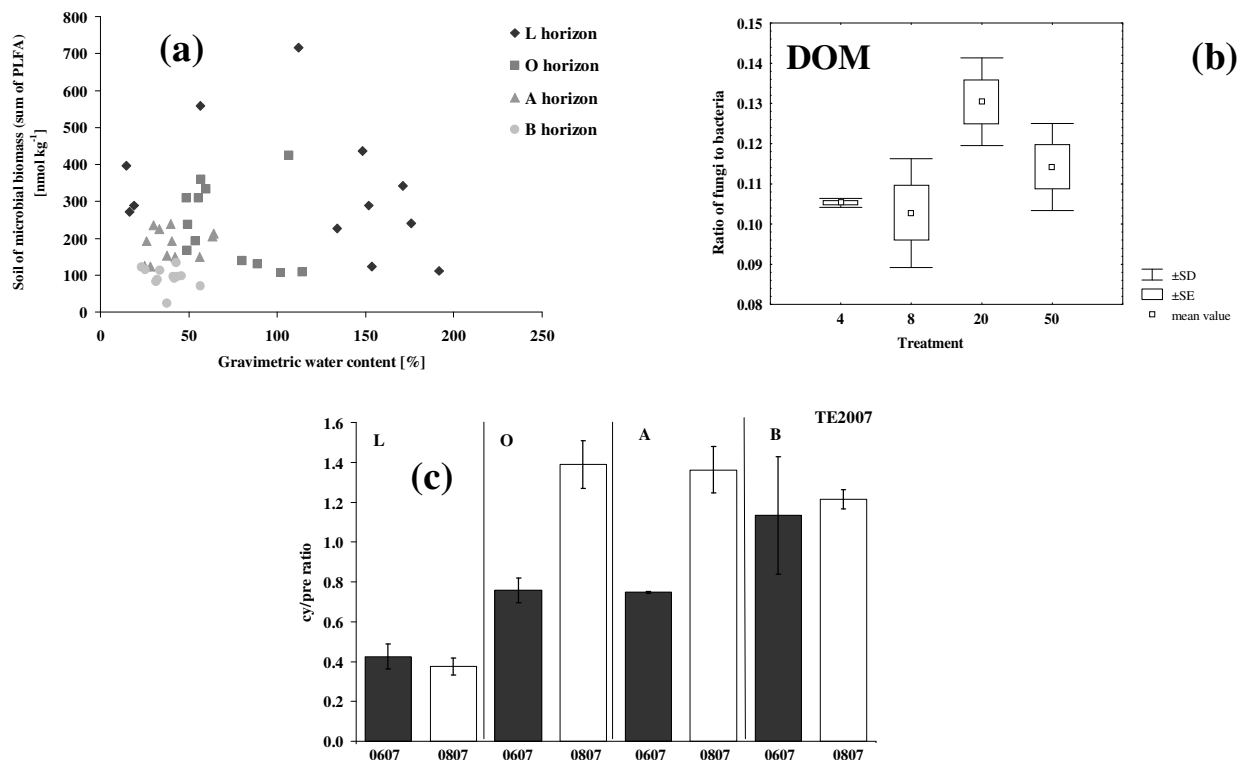 (a)
Soil of microbial biomass (sum of PLFA)
[nmol kg-1]
800
700
600
500
400
300
200
100
0
0 50 100 150 200 250
Gravimetric water content [%]
L horizon
O horizon
A horizon
B horizon
DOM
(b)
Ratio of fungi to bacteria
0.15
0.14
0.13
0.12
0.11
0.10
0.09
0.08
4 8 20 50
Treatment
±SD
±SE
mean value
TE2007
(c)
cy/pre ratio
1.6
1.4
1.2
1.0
0.8
0.6
0.4
0.2
0.0
L O A B
0607 0807 0607 0807 0607 0807 0607 0807